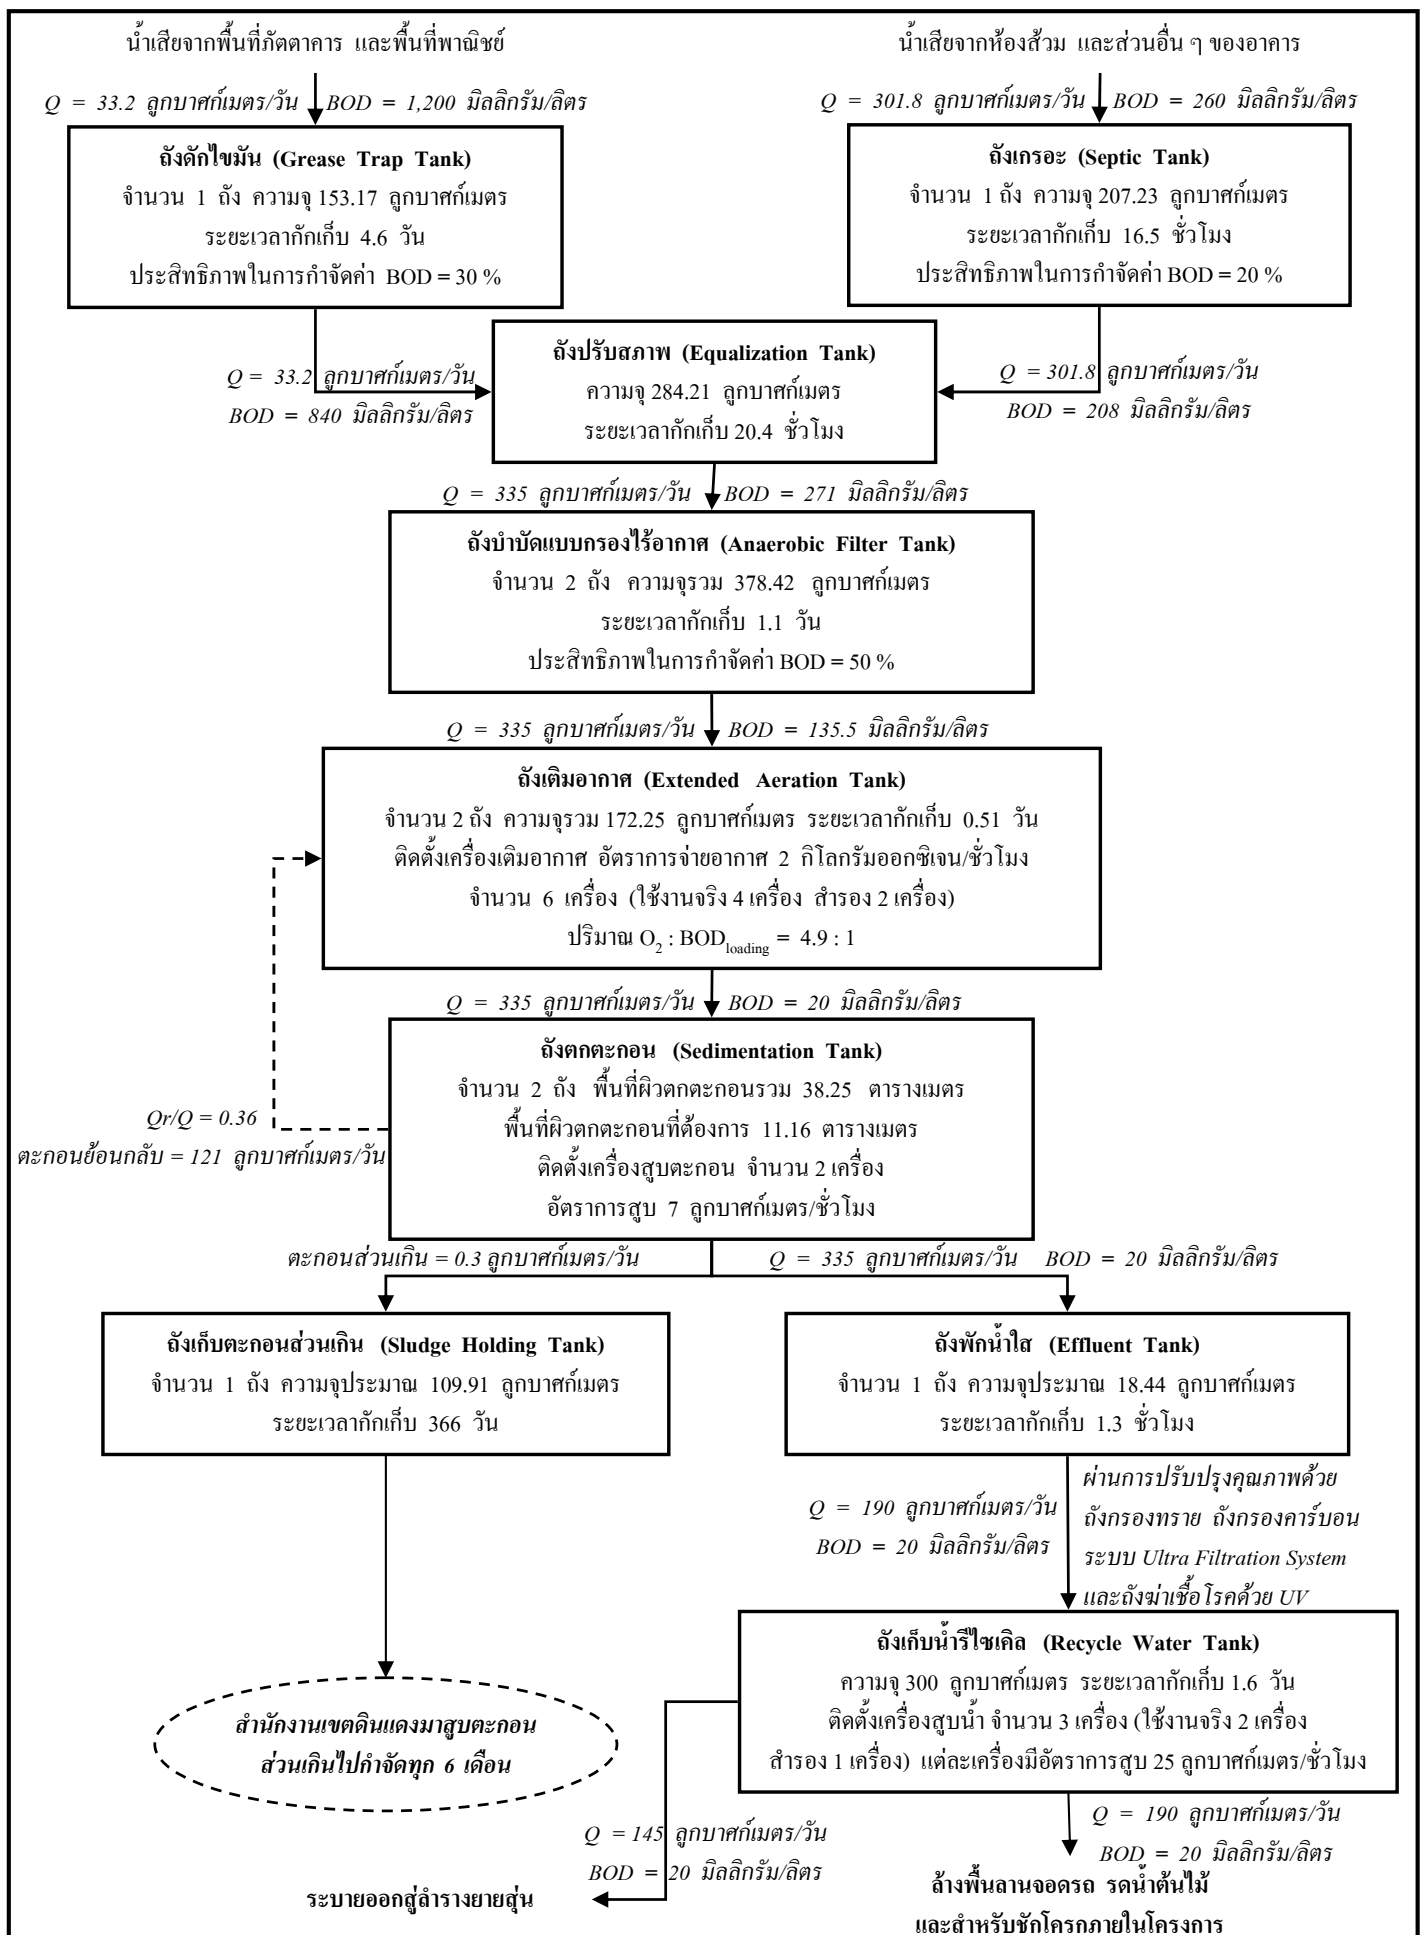 น้ำเสียจากพื้นที่ภัตตาคาร และพื้นที่พาณิชย์
น้ำเสียจากห้องส้วม และส่วนอื่น ๆ ของอาคาร
Q = 33.2 ลูกบาศก์เมตร/วัน BOD = 1,200 มิลลิกรัม/ลิตร
Q = 301.8 ลูกบาศก์เมตร/วัน BOD = 260 มิลลิกรัม/ลิตร
ถังดักไขมัน (Grease Trap Tank)
จำนวน 1 ถัง ความจุ 153.17 ลูกบาศก์เมตร
ระยะเวลากักเก็บ 4.6 วัน
ประสิทธิภาพในการกำจัดค่า BOD = 30 %
ถังเกรอะ (Septic Tank)
จำนวน 1 ถัง ความจุ 207.23 ลูกบาศก์เมตร
ระยะเวลากักเก็บ 16.5 ชั่วโมง
ประสิทธิภาพในการกำจัดค่า BOD = 20 %
Q = 33.2 ลูกบาศก์เมตร/วัน
BOD = 840 มิลลิกรัม/ลิตร
ถังปรับสภาพ (Equalization Tank)
ความจุ 284.21 ลูกบาศก์เมตร
ระยะเวลากักเก็บ 20.4 ชั่วโมง
Q = 301.8 ลูกบาศก์เมตร/วัน
BOD = 208 มิลลิกรัม/ลิตร
Q = 335 ลูกบาศก์เมตร/วัน BOD = 271 มิลลิกรัม/ลิตร
ถังบำบัดแบบกรองไร้อากาศ (Anaerobic Filter Tank)
จำนวน 2 ถัง ความจุรวม 378.42 ลูกบาศก์เมตร
ระยะเวลากักเก็บ 1.1 วัน
ประสิทธิภาพในการกำจัดค่า BOD = 50 %
Q = 335 ลูกบาศก์เมตร/วัน BOD = 135.5 มิลลิกรัม/ลิตร
ถังเติมอากาศ (Extended Aeration Tank)
จำนวน 2 ถัง ความจุรวม 172.25 ลูกบาศก์เมตร ระยะเวลากักเก็บ 0.51 วัน
ติดตั้งเครื่องเติมอากาศ อัตราการจ่ายอากาศ 2 กิโลกรัมออกซิเจน/ชั่วโมง
จำนวน 6 เครื่อง (ใช้งานจริง 4 เครื่อง สำรอง 2 เครื่อง)
ปริมาณ O2 : BODloading = 4.9 : 1
Q = 335 ลูกบาศก์เมตร/วัน BOD = 20 มิลลิกรัม/ลิตร
ถังตกตะกอน (Sedimentation Tank)
จำนวน 2 ถัง พื้นที่ผิวตกตะกอนรวม 38.25 ตารางเมตร
พื้นที่ผิวตกตะกอนที่ต้องการ 11.16 ตารางเมตร
ติดตั้งเครื่องสูบตะกอน จำนวน 2 เครื่อง
อัตราการสูบ 7 ลูกบาศก์เมตร/ชั่วโมง
Qr/Q = 0.36
ตะกอนย้อนกลับ = 121 ลูกบาศก์เมตร/วัน
ตะกอนส่วนเกิน = 0.3 ลูกบาศก์เมตร/วัน
Q = 335 ลูกบาศก์เมตร/วัน BOD = 20 มิลลิกรัม/ลิตร
ถังเก็บตะกอนส่วนเกิน (Sludge Holding Tank)
จำนวน 1 ถัง ความจุประมาณ 109.91 ลูกบาศก์เมตร
ระยะเวลากักเก็บ 366 วัน
ถังพักน้ำใส (Effluent Tank)
จำนวน 1 ถัง ความจุประมาณ 18.44 ลูกบาศก์เมตร
ระยะเวลากักเก็บ 1.3 ชั่วโมง
Q = 190 ลูกบาศก์เมตร/วัน
BOD = 20 มิลลิกรัม/ลิตร
ผ่านการปรับปรุงคุณภาพด้วย
ถังกรองทราย ถังกรองคาร์บอน
ระบบ Ultra Filtration System
และถังฆ่าเชื้อโรคด้วย UV
ถังเก็บน้ำรีไซเคิล (Recycle Water Tank)
ความจุ 300 ลูกบาศก์เมตร ระยะเวลากักเก็บ 1.6 วัน
ติดตั้งเครื่องสูบน้ำ จำนวน 3 เครื่อง (ใช้งานจริง 2 เครื่อง
สำรอง 1 เครื่อง) แต่ละเครื่องมีอัตราการสูบ 25 ลูกบาศก์เมตร/ชั่วโมง
สำนักงานเขตดินแดงมาสูบตะกอน
ส่วนเกินไปกำจัดทุก 6 เดือน
Q = 145 ลูกบาศก์เมตร/วัน
BOD = 20 มิลลิกรัม/ลิตร
ระบายออกสู่ลำรางยายสุ่น
Q = 190 ลูกบาศก์เมตร/วัน
BOD = 20 มิลลิกรัม/ลิตร
ล้างพื้นลานจอดรถ รดน้ำต้นไม้
และสำหรับชักโครกภายในโครงการ